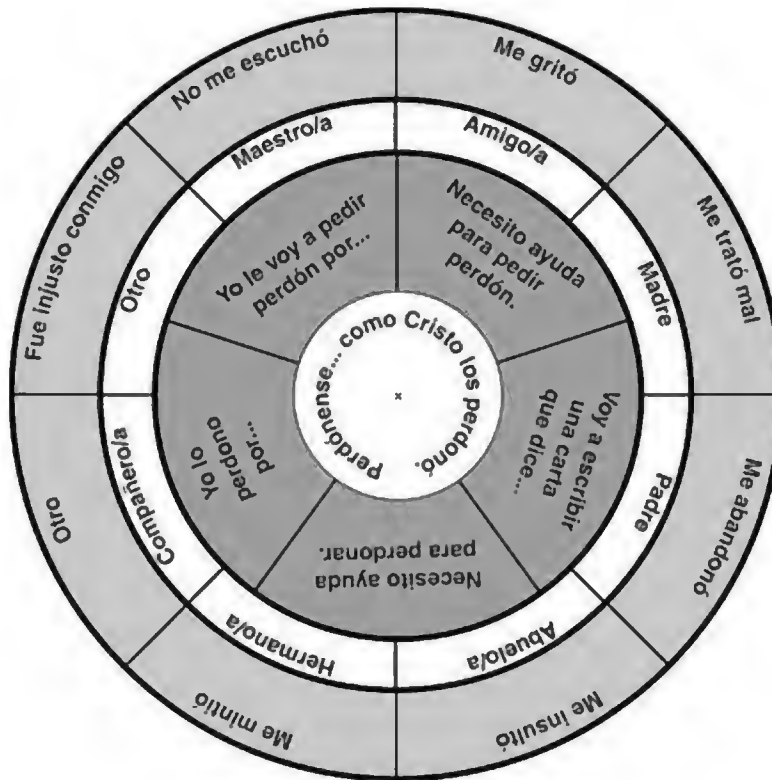 Me gritó
Me trató mal
Me abandonó
Me insultó
Me mintió
Otro
Fue injusto conmigo
No me escuchó
Amigo/a
Madre
Padre
Abuelo/a
Hermano/a
Compañero/a
Otro
Maestro/a
Necesito ayuda
para pedir
perdón.
Voy a escribir
una carta
que dice...
Necesito ayuda
para perdonar.
Yo lo
perdono
por...
Yo le voy a pedir
perdón por...
Perdónense... como Cristo los perdonó.